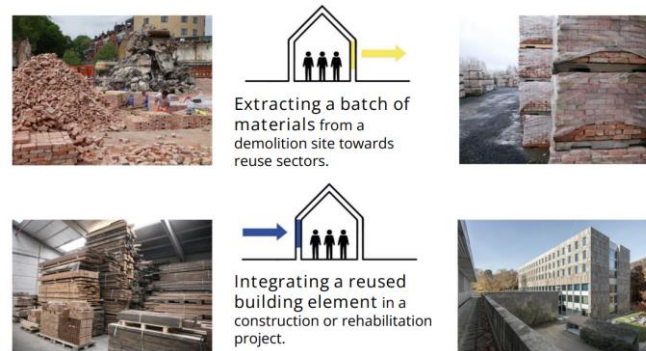 Extracting a batch of
materials from a
demolition site towards
reuse sectors.
Integrating a reused
building element in a
construction or rehabilitation
project.